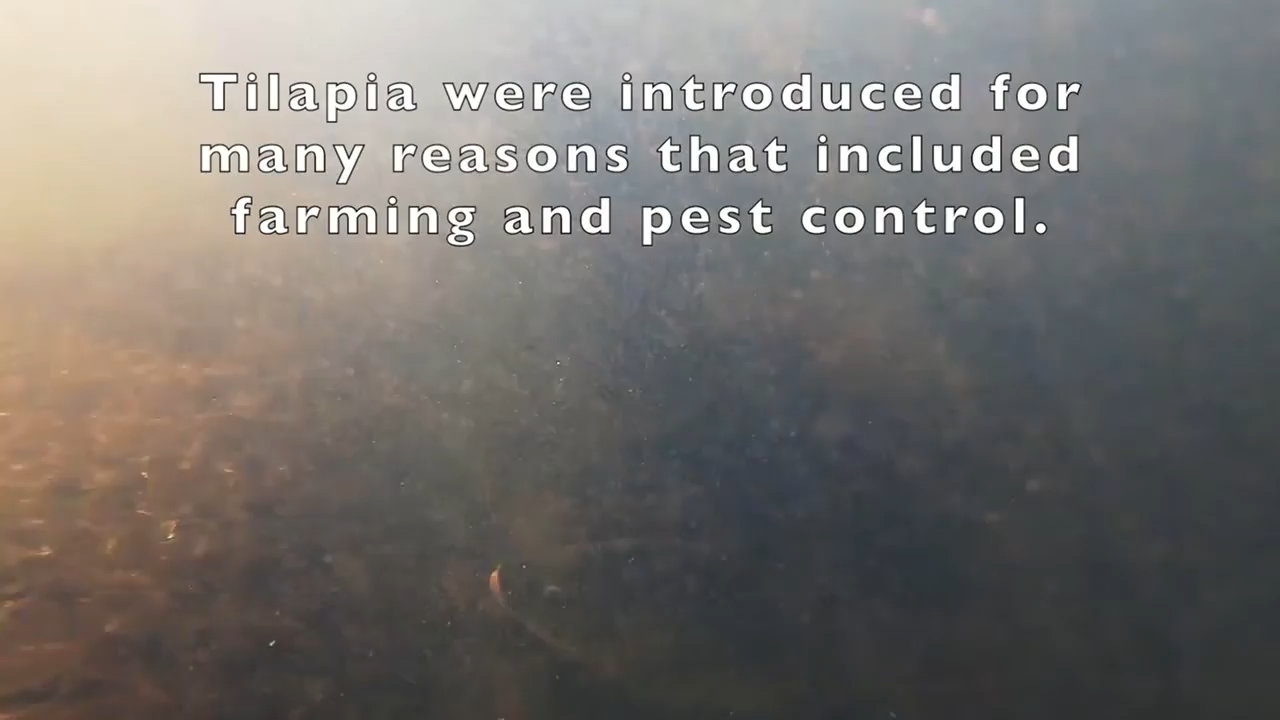 Tilapia were introduced for
many reasons that included
farming and pest control.